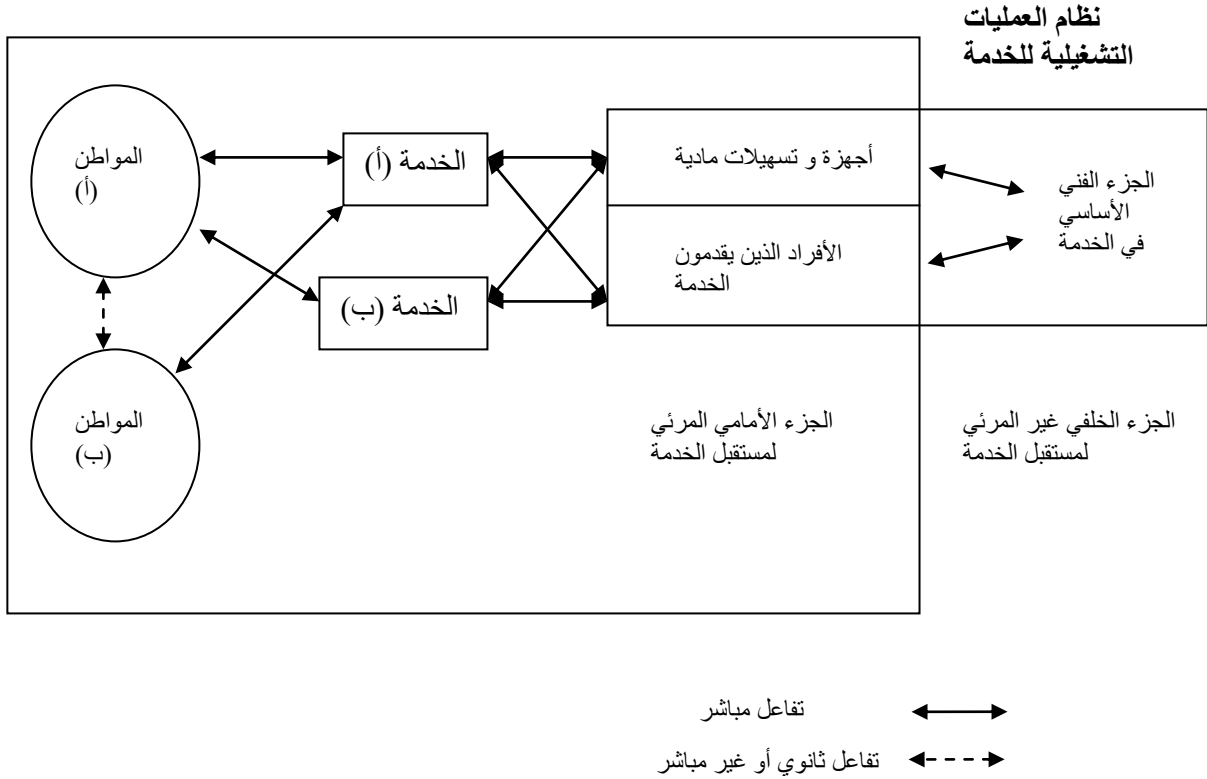 نظام العمليات
التشغيلية للخدمة
المواطن
(أ)
الخدمة (أ)
أجهزة و تسهيلات مادية
الجزء الفني
الأساسي
في الخدمة
الأفراد الذين يقدمون
الخدمة
الخدمة (ب)
المواطن
(ب)
الجزء الأمامي المرئي
لمستقبل الخدمة
الجزء الخلفي غير المرئي
لمستقبل الخدمة
تفاعل مباشر
تفاعل ثانوي أو غير مباشر